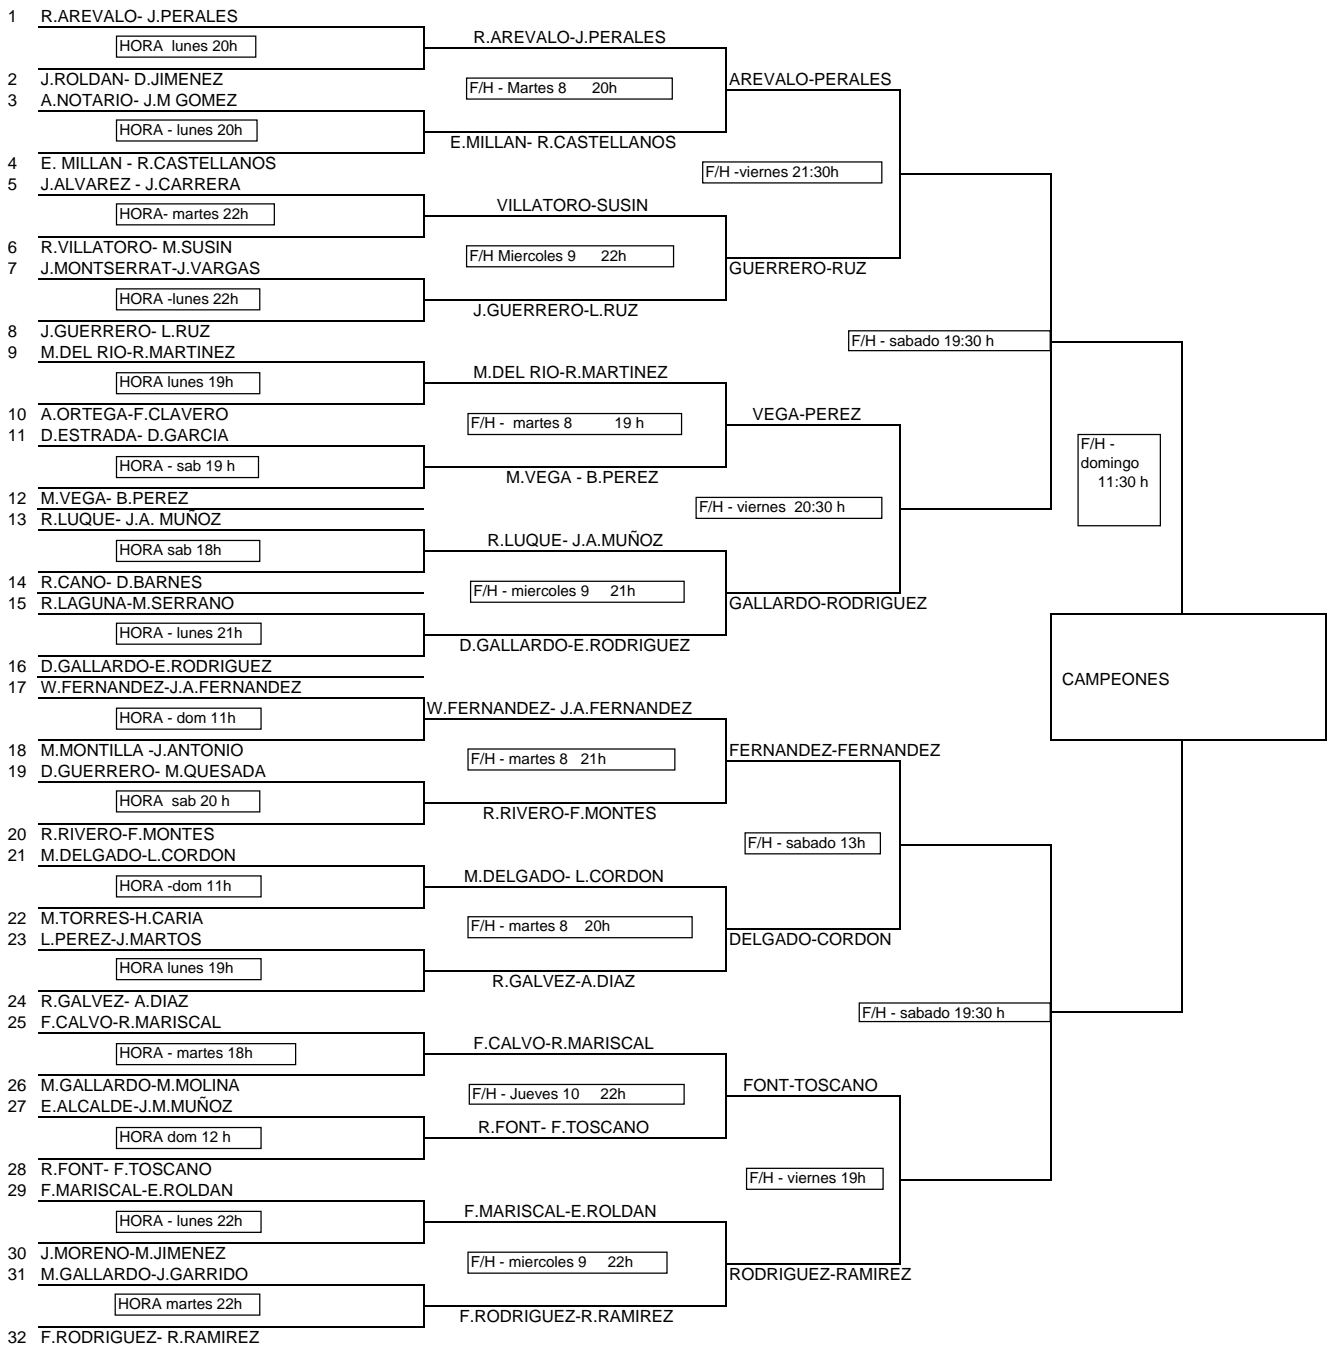 1 R.AREVALO- J.PERALES
HORA lunes 20h
R.AREVALO-J.PERALES
2 J.ROLDAN- D.JIMENEZ
F/H - Martes 8 20h
AREVALO-PERALES
3 A.NOTARIO- J.M GOMEZ
HORA - lunes 20h
E.MILLAN- R.CASTELLANOS
4 E. MILLAN - R.CASTELLANOS
F/H -viernes 21:30h
5 J.ALVAREZ - J.CARRERA
HORA- martes 22h
VILLATORO-SUSIN
6 R.VILLATORO- M.SUSIN
F/H Miercoles 9 22h
GUERRERO-RUZ
7 J.MONTSERRAT-J.VARGAS
HORA -lunes 22h
J.GUERRERO-L.RUZ
8 J.GUERRERO- L.RUZ
F/H - sabado 19:30 h
9 M.DEL RIO-R.MARTINEZ
HORA lunes 19h
M.DEL RIO-R.MARTINEZ
10 A.ORTEGA-F.CLAVERO
F/H - martes 8 19 h
VEGA-PEREZ
11 D.ESTRADA- D.GARCIA
HORA - sab 19 h
M.VEGA - B.PEREZ
F/H -
domingo
11:30 h
12 M.VEGA- B.PEREZ
F/H - viernes 20:30 h
13 R.LUQUE- J.A. MUÑOZ
HORA sab 18h
R.LUQUE- J.A.MUÑOZ
14 R.CANO- D.BARNES
F/H - miercoles 9 21h
GALLARDO-RODRIGUEZ
15 R.LAGUNA-M.SERRANO
HORA - lunes 21h
D.GALLARDO-E.RODRIGUEZ
16 D.GALLARDO-E.RODRIGUEZ
CAMPEONES
17 W.FERNANDEZ-J.A.FERNANDEZ
HORA - dom 11h
W.FERNANDEZ- J.A.FERNANDEZ
18 M.MONTILLA -J.ANTONIO
F/H - martes 8 21h
FERNANDEZ-FERNANDEZ
19 D.GUERRERO- M.QUESADA
HORA sab 20 h
R.RIVERO-F.MONTES
20 R.RIVERO-F.MONTES
F/H - sabado 13h
21 M.DELGADO-L.CORDON
HORA -dom 11h
M.DELGADO- L.CORDON
22 M.TORRES-H.CARIA
F/H - martes 8 20h
DELGADO-CORDON
23 L.PEREZ-J.MARTOS
HORA lunes 19h
R.GALVEZ-A.DIAZ
24 R.GALVEZ- A.DIAZ
F/H - sabado 19:30 h
25 F.CALVO-R.MARISCAL
HORA - martes 18h
F.CALVO-R.MARISCAL
26 M.GALLARDO-M.MOLINA
F/H - Jueves 10 22h
FONT-TOSCANO
27 E.ALCALDE-J.M.MUÑOZ
HORA dom 12 h
R.FONT- F.TOSCANO
28 R.FONT- F.TOSCANO
F/H - viernes 19h
29 F.MARISCAL-E.ROLDAN
HORA - lunes 22h
F.MARISCAL-E.ROLDAN
30 J.MORENO-M.JIMENEZ
F/H - miercoles 9 22h
RODRIGUEZ-RAMIREZ
31 M.GALLARDO-J.GARRIDO
HORA martes 22h
F.RODRIGUEZ-R.RAMIREZ
32 F.RODRIGUEZ- R.RAMIREZ